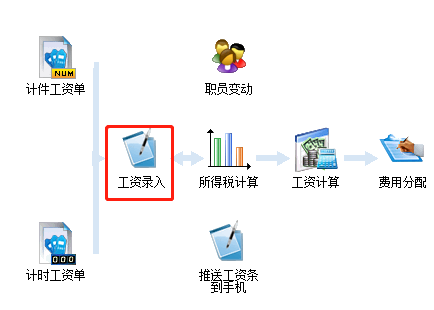 NUM
计件工资单
职员变动
工资录入
所得税计算
工资计算
费用分配
000
计时工资单
推送工资条
到手机